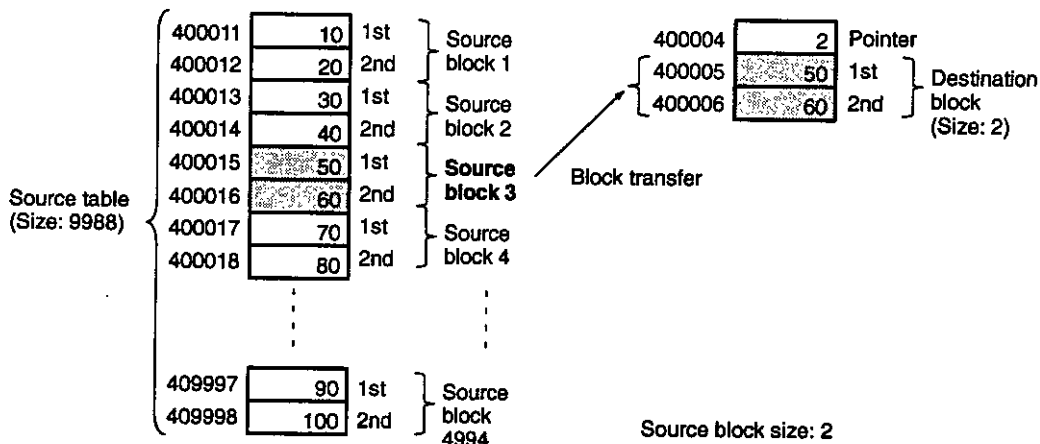 400011 10 1st
400012 20 2nd
Source
block 1
400013 30 1st
400014 40 2nd
Source
block 2
400015 50 1st
400016 60 2nd
Source
block 3
400017 70 1st
400018 80 2nd
Source
block 4
409997 90 1st
409998 100 2nd
Source
block
4994
Source table
(Size: 9988)
Block transfer
400004 2 Pointer
400005 50 1st
400006 60 2nd
Destination
block
(Size: 2)
Source block size: 2